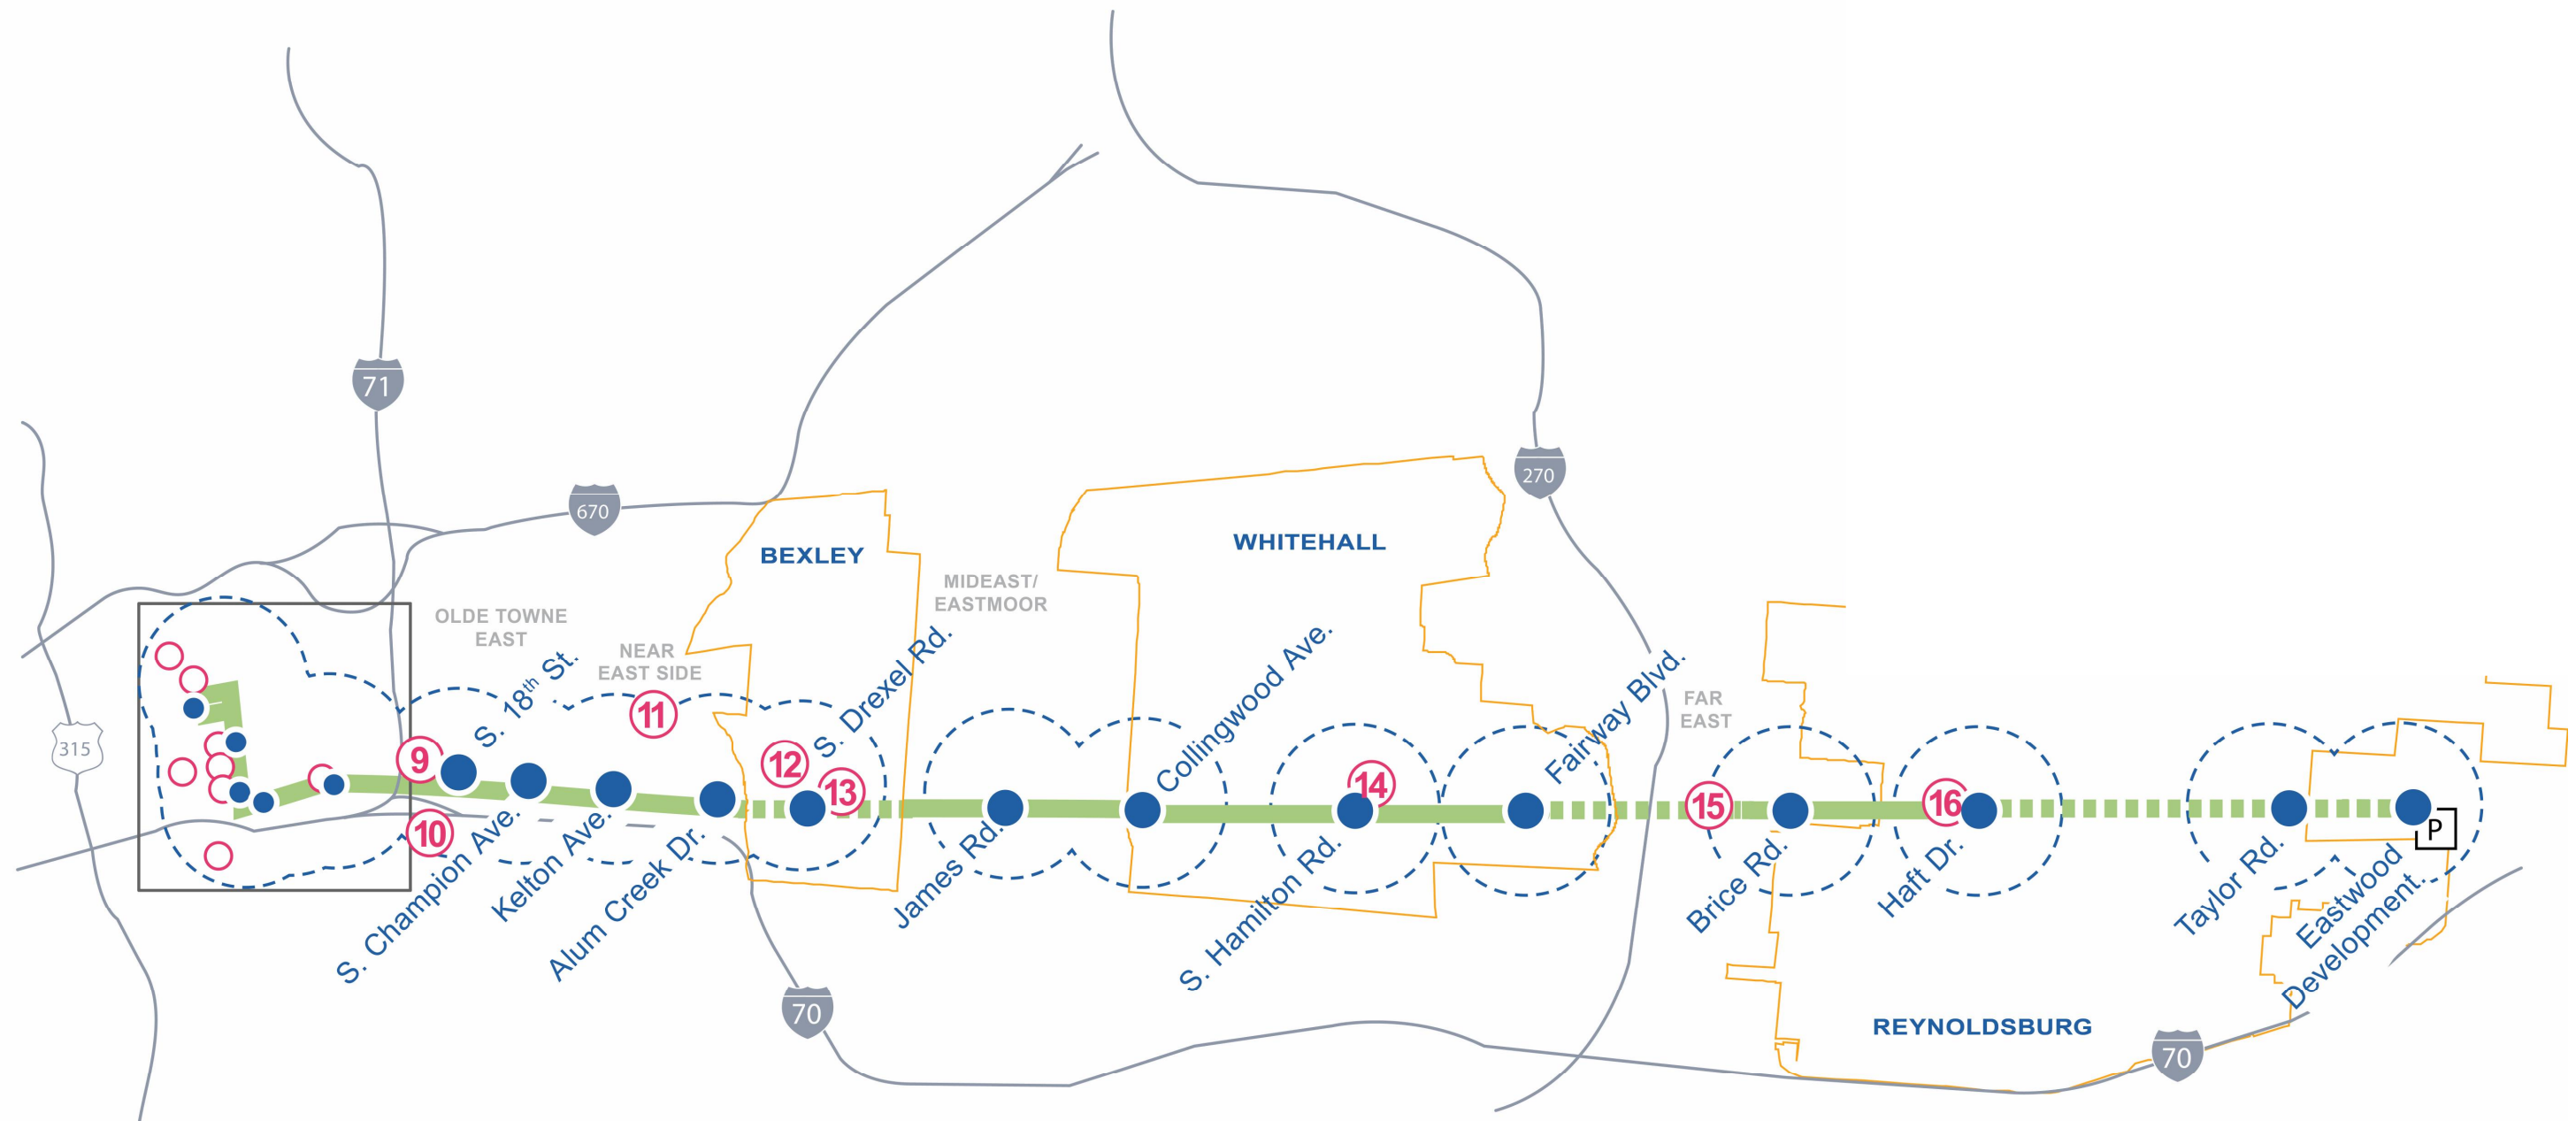 71
270
670
WHITEHALL
BEXLEY
MIDEAST/
EASTMOOR
OLDE TOWNE
EAST
NEAR
EAST SIDE
FAR
EAST
315
9
10
11
12
13
14
15
16
S. 18th St.
S. Drexel Rd.
Collingwood Ave.
Fairway Blvd.
S. Champion Ave.
Kelton Ave.
Alum Creek Dr.
James Rd.
S. Hamilton Rd.
Brice Rd.
Haft Dr.
Taylor Rd.
Eastwood
Development.
P
70
REYNOLDSBURG
70